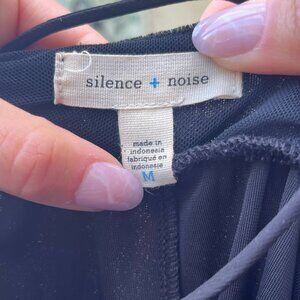 silence + noise
made in
indonesia
fabriqué en
indonésie
M